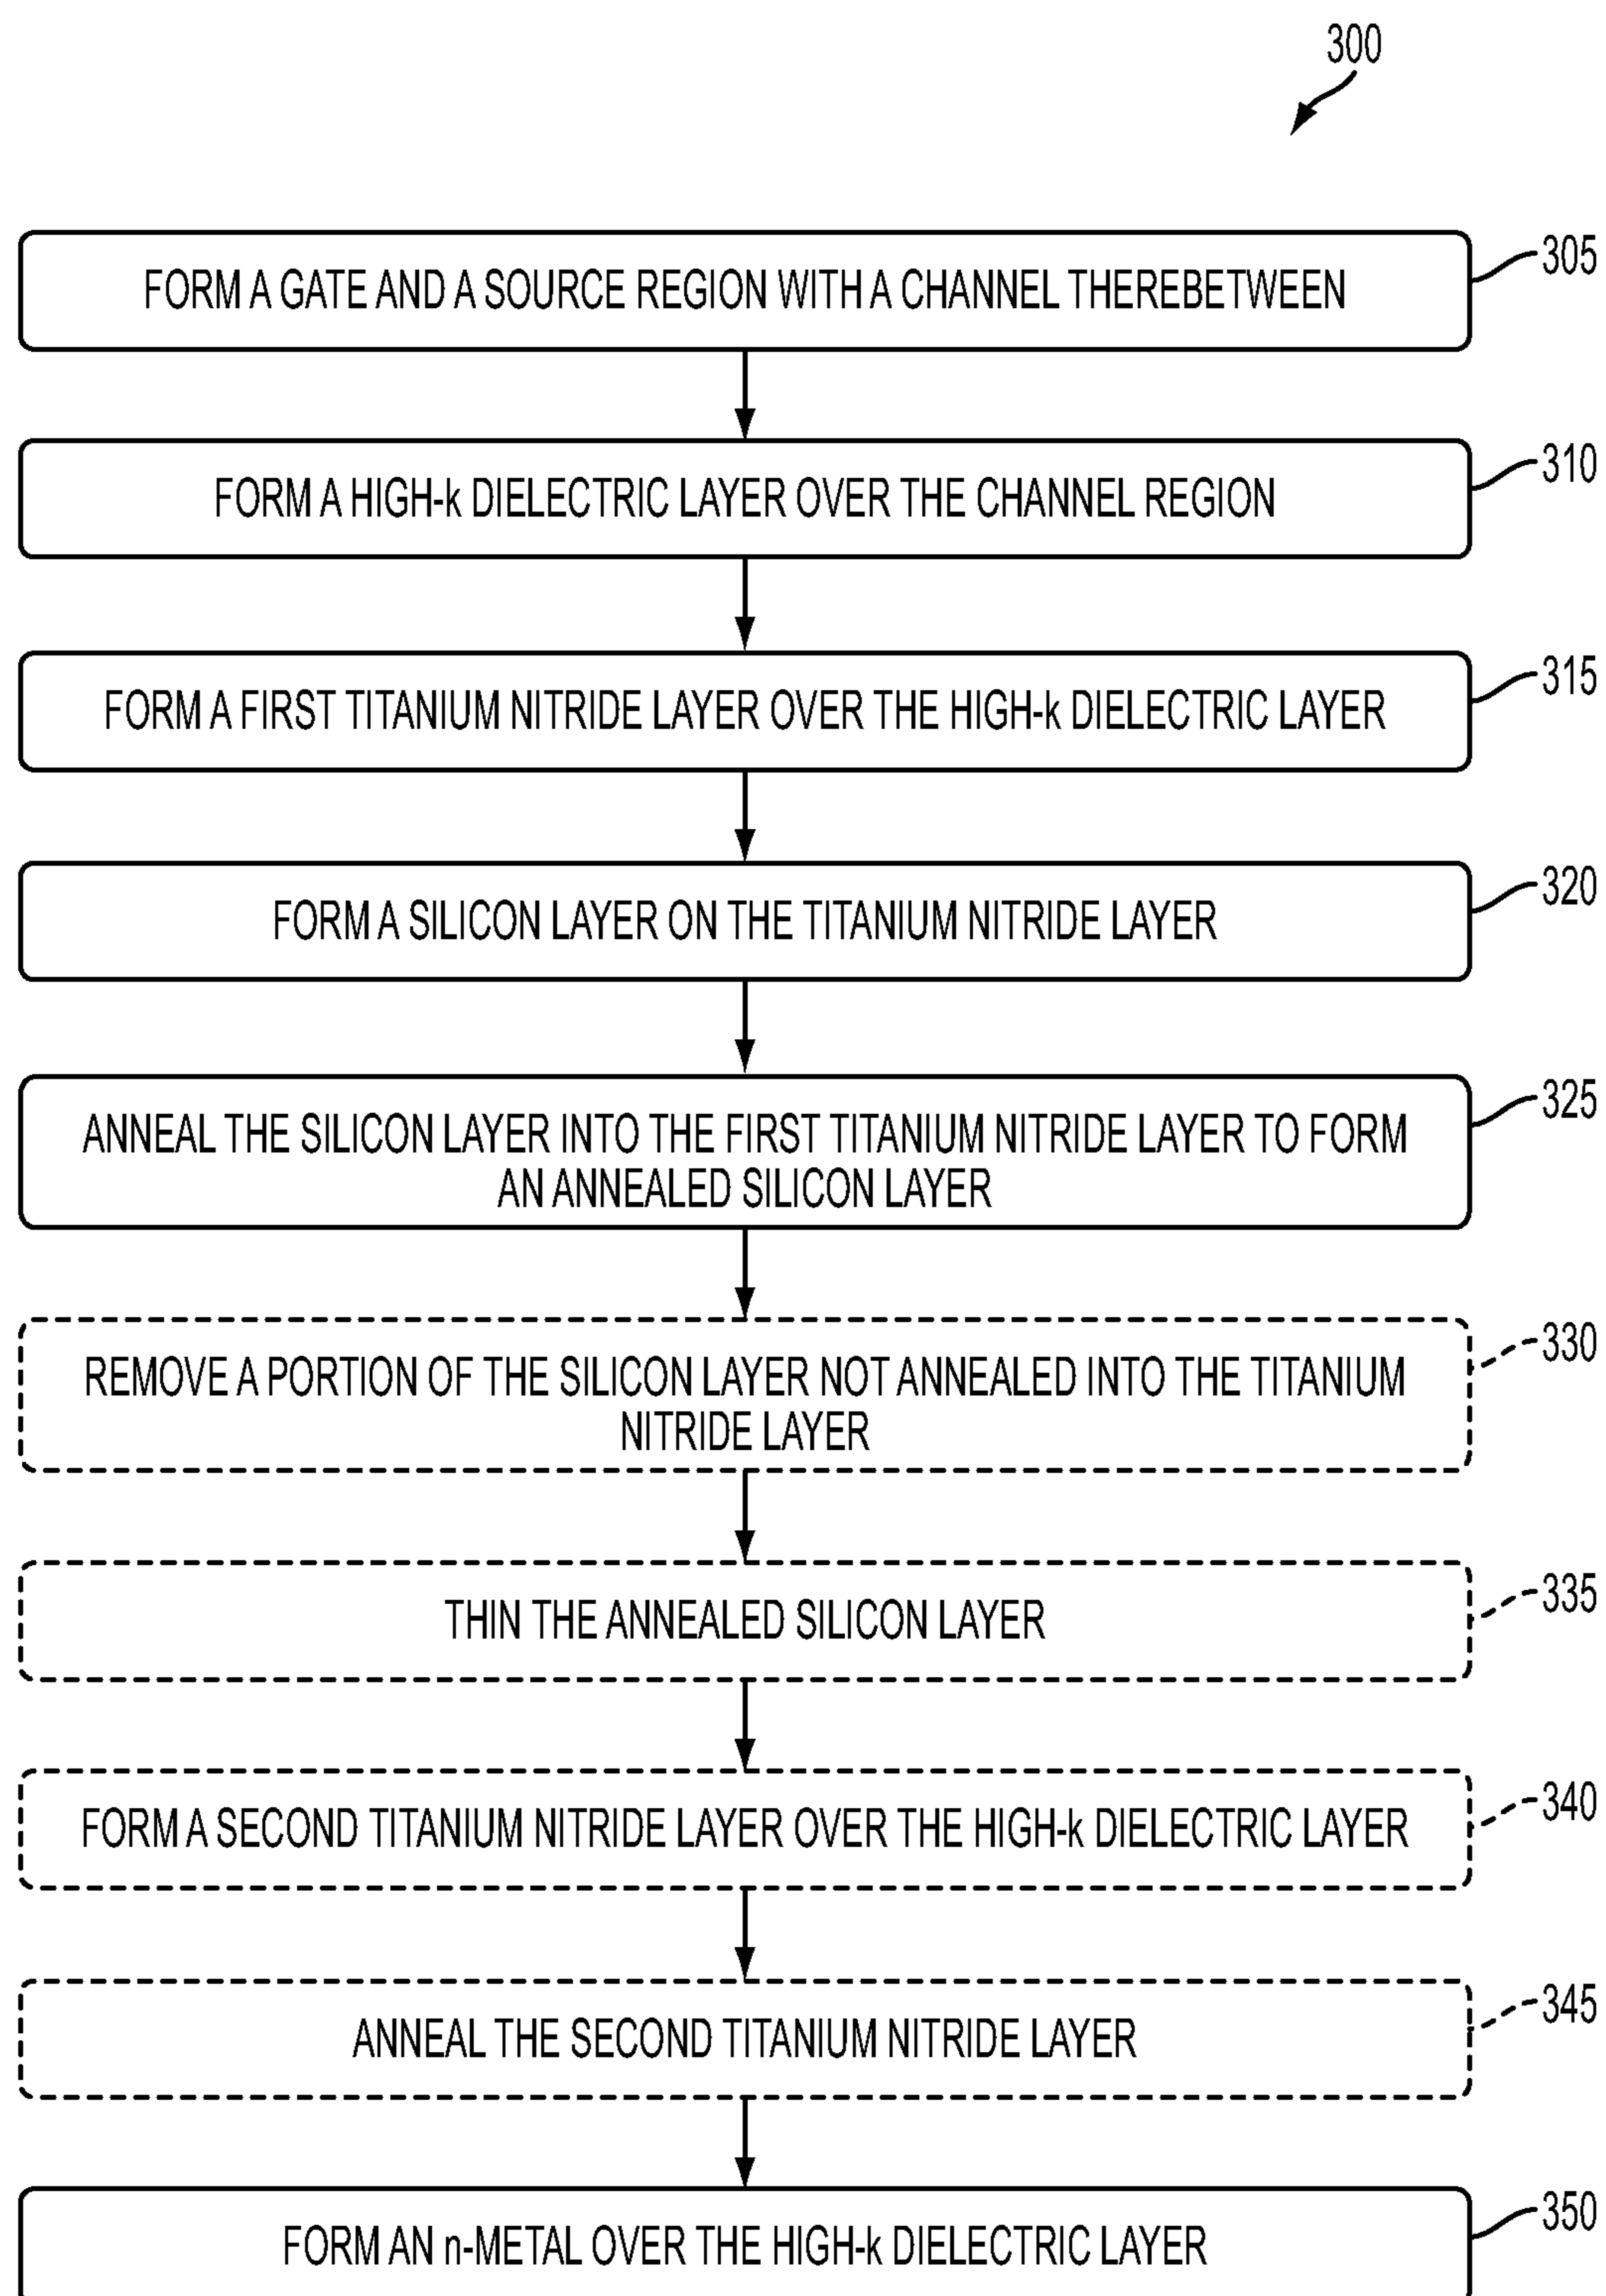 300
FORM A GATE AND A SOURCE REGION WITH A CHANNEL THEREBETWEEN
305
FORM A HIGH-k DIELECTRIC LAYER OVER THE CHANNEL REGION
310
FORM A FIRST TITANIUM NITRIDE LAYER OVER THE HIGH-k DIELECTRIC LAYER
315
FORM A SILICON LAYER ON THE TITANIUM NITRIDE LAYER
320
ANNEAL THE SILICON LAYER INTO THE FIRST TITANIUM NITRIDE LAYER TO FORM
AN ANNEALED SILICON LAYER
325
REMOVE A PORTION OF THE SILICON LAYER NOT ANNEALED INTO THE TITANIUM
NITRIDE LAYER
330
THIN THE ANNEALED SILICON LAYER
335
FORM A SECOND TITANIUM NITRIDE LAYER OVER THE HIGH-k DIELECTRIC LAYER
340
ANNEAL THE SECOND TITANIUM NITRIDE LAYER
345
FORM AN n-METAL OVER THE HIGH-k DIELECTRIC LAYER
350